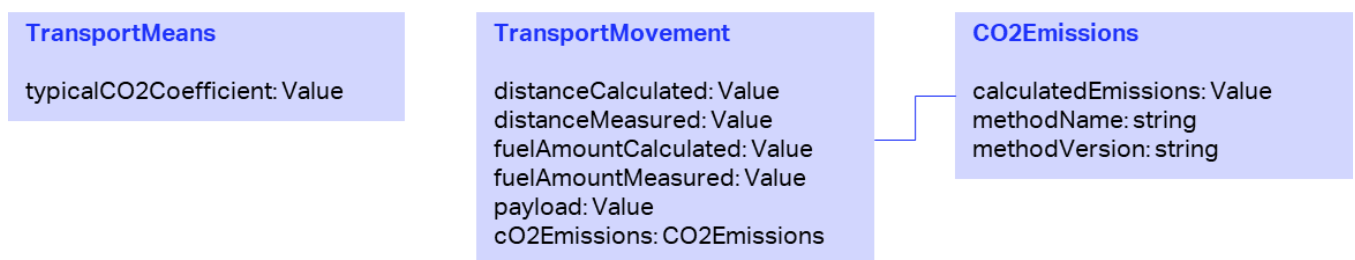 TransportMeans
typicalCO2Coefficient: Value
TransportMovement
distanceCalculated: Value
distanceMeasured: Value
fuelAmountCalculated: Value
fuelAmountMeasured: Value
payload: Value
cO2Emissions: CO2Emissions
CO2Emissions
calculatedEmissions: Value
methodName: string
methodVersion: string